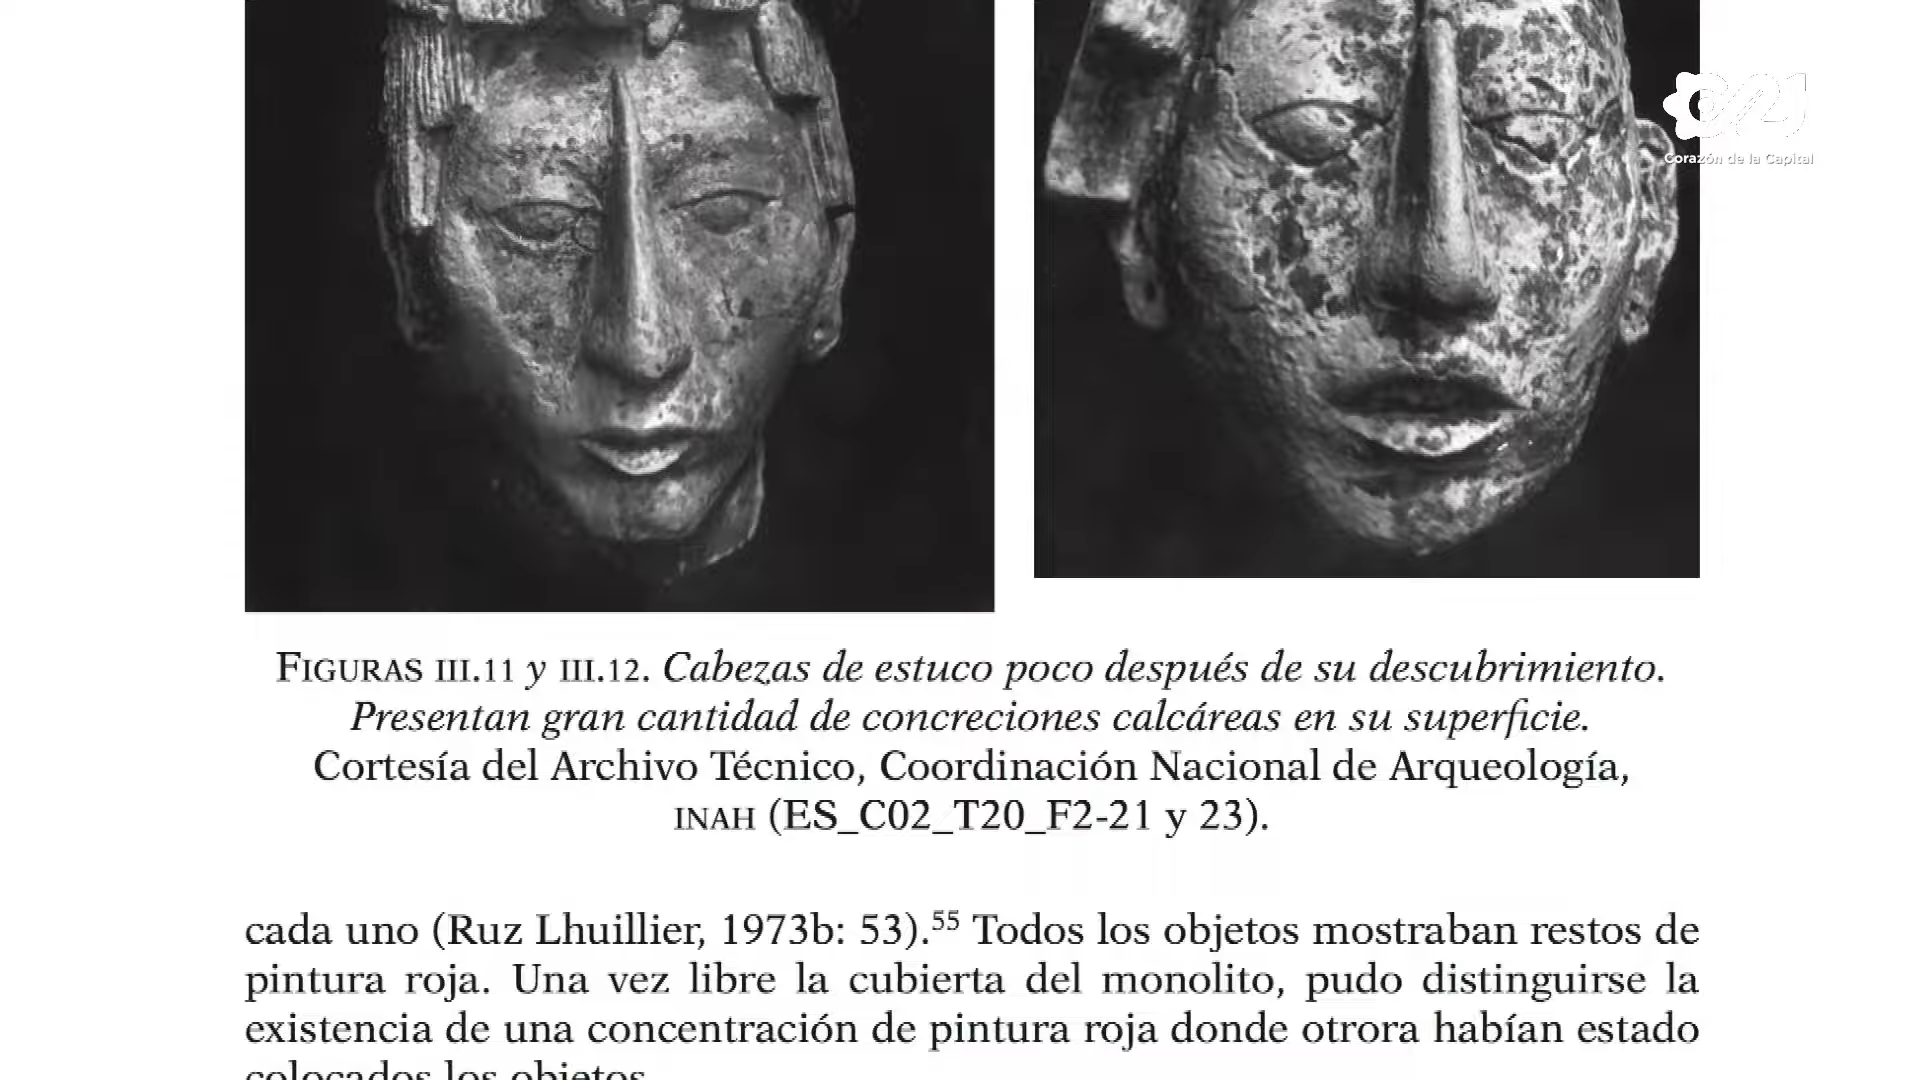 Corazón de la Capital
FIGURAS III.11 y III.12. Cabezas de estuco poco después de su descubrimiento.
Presentan gran cantidad de concreciones calcáreas en su superficie.
Cortesía del Archivo Técnico, Coordinación Nacional de Arqueología,
INAH (ES_C02_T20_F2-21 y 23).
cada uno (Ruz Lhuillier, 1973b: 53).55 Todos los objetos mostraban restos de
pintura roja. Una vez libre la cubierta del monolito, pudo distinguirse la
existencia de una concentración de pintura roja donde otrora habían estado
colocados los objetos.